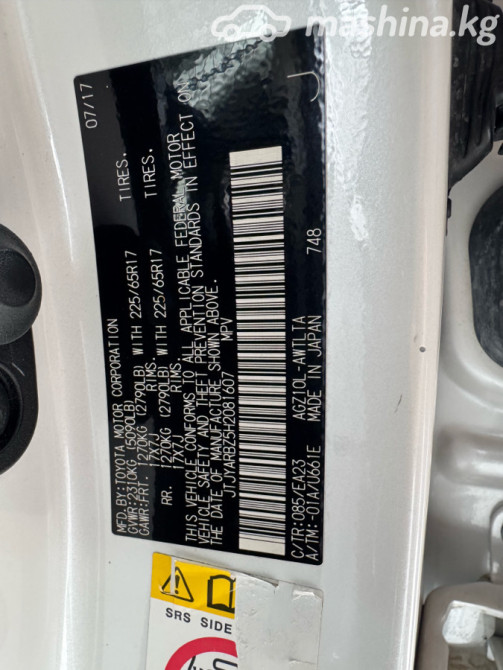 mashina.kg
MFD.BY:TOYOTA MOTOR CORPORATION 07/17
GVWR:2310KG (5090LB)
GAWR:FRT. 1270KG (2790LB) WITH 225/65R17 TIRES.
17X7J RIMS.
RR. 1270KG (2790LB) WITH 225/65R17 TIRES.
17X7J RIMS.
THIS VEHICLE CONFORMS TO ALL APPLICABLE FEDERAL MOTOR
VEHICLE SAFETY AND THEFT PREVENTION STANDARDS IN EFFECT ON
THE DATE OF MANUFACTURE SHOWN ABOVE.
JTJYARBZ5H2081607 MPV
J
C/TR:085/EA23 AGZ10L-AWTLTA
A/TM:-01A/U661E MADE IN JAPAN 748
SRS SIDE